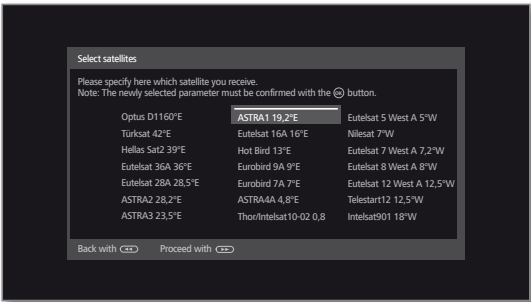 Select satellites
Please specify here which satellite you receive.
Note: The newly selected parameter must be confirmed with the OK button.
Optus D1160°E
Türksat 42°E
Hellas Sat2 39°E
Eutelsat 36A 36°E
Eutelsat 28A 28,5°E
ASTRA2 28,2°E
ASTRA3 23,5°E
ASTRA1 19,2°E
Eutelsat 16A 16°E
Hot Bird 13°E
Eurobird 9A 9°E
Eurobird 7A 7°E
ASTRA4A 4,8°E
Thor/Intelsat10-02 0,8
Eutelsat 5 West A 5°W
Nilesat 7°W
Eutelsat 7 West A 7,2°W
Eutelsat 8 West A 8°W
Eutelsat 12 West A 12,5°W
Telestart12 12,5°W
Intelsat901 18°W
Back with ◄◄ Proceed with ►►